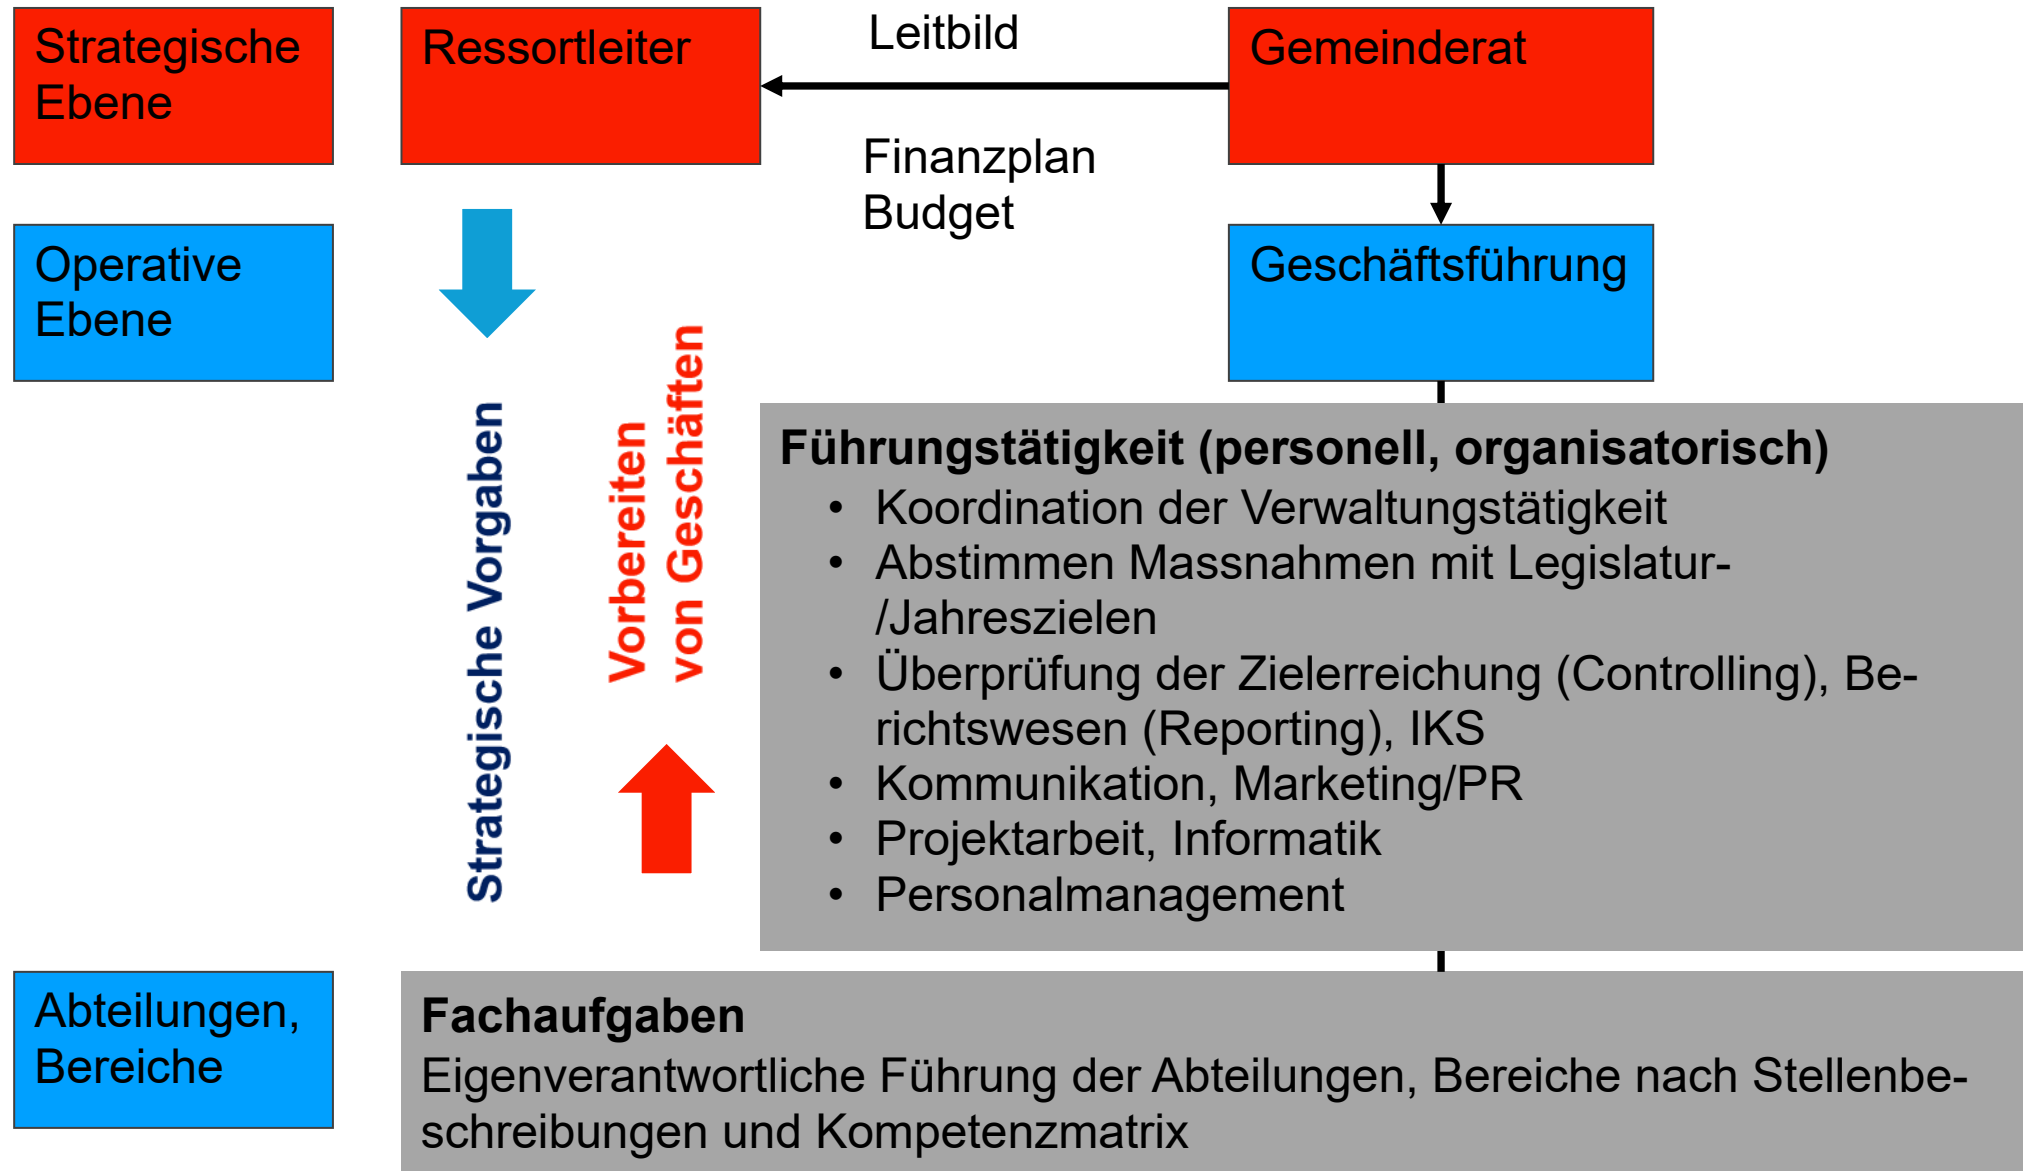 Strategische
Ebene
Ressortleiter
Leitbild
Gemeinderat
Finanzplan
Budget
Operative
Ebene
Geschäftsführung
Strategische Vorgaben
Vorbereiten
von Geschäften
Führungstätigkeit (personell, organisatorisch)
• Koordination der Verwaltungstätigkeit
• Abstimmen Massnahmen mit Legislatur-
/Jahreszielen
• Überprüfung der Zielerreichung (Controlling), Be-
richtswesen (Reporting), IKS
• Kommunikation, Marketing/PR
• Projektarbeit, Informatik
• Personalmanagement
Abteilungen,
Bereiche
Fachaufgaben
Eigenverantwortliche Führung der Abteilungen, Bereiche nach Stellenbe-
schreibungen und Kompetenzmatrix